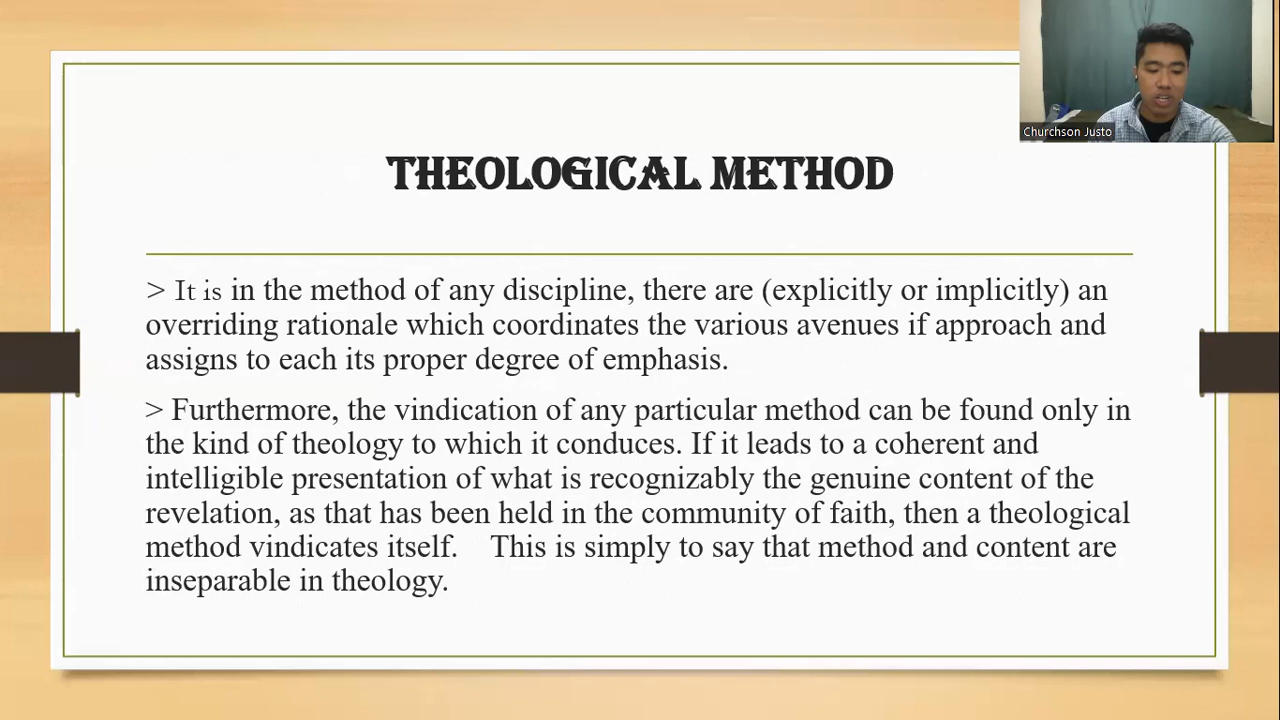 Churchson Justo
THEOLOGICAL METHOD
> It is in the method of any discipline, there are (explicitly or implicitly) an
overriding rationale which coordinates the various avenues if approach and
assigns to each its proper degree of emphasis.
> Furthermore, the vindication of any particular method can be found only in
the kind of theology to which it conduces. If it leads to a coherent and
intelligible presentation of what is recognizably the genuine content of the
revelation, as that has been held in the community of faith, then a theological
method vindicates itself.    This is simply to say that method and content are
inseparable in theology.